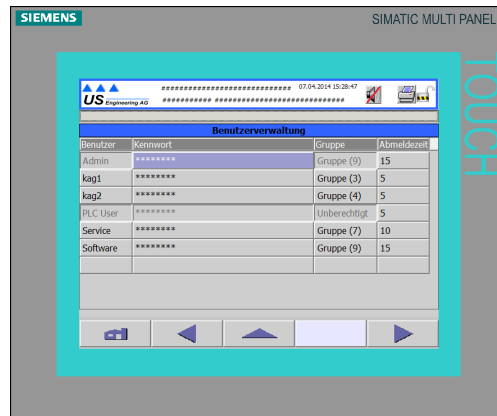 SIEMENS
SIMATIC MULTI PANEL
TOUCH
US Engineering AG
############################# 07.04.2014 15:28:47
########### #############################
Benutzerverwaltung
Benutzer Kennwort Gruppe Abmeldezeit
Admin ******** Gruppe (9) 15
kag1 ******** Gruppe (3) 5
kag2 ******** Gruppe (4) 5
PLC User ******** Unberechtigt 5
Service ******** Gruppe (7) 10
Software ******** Gruppe (9) 15